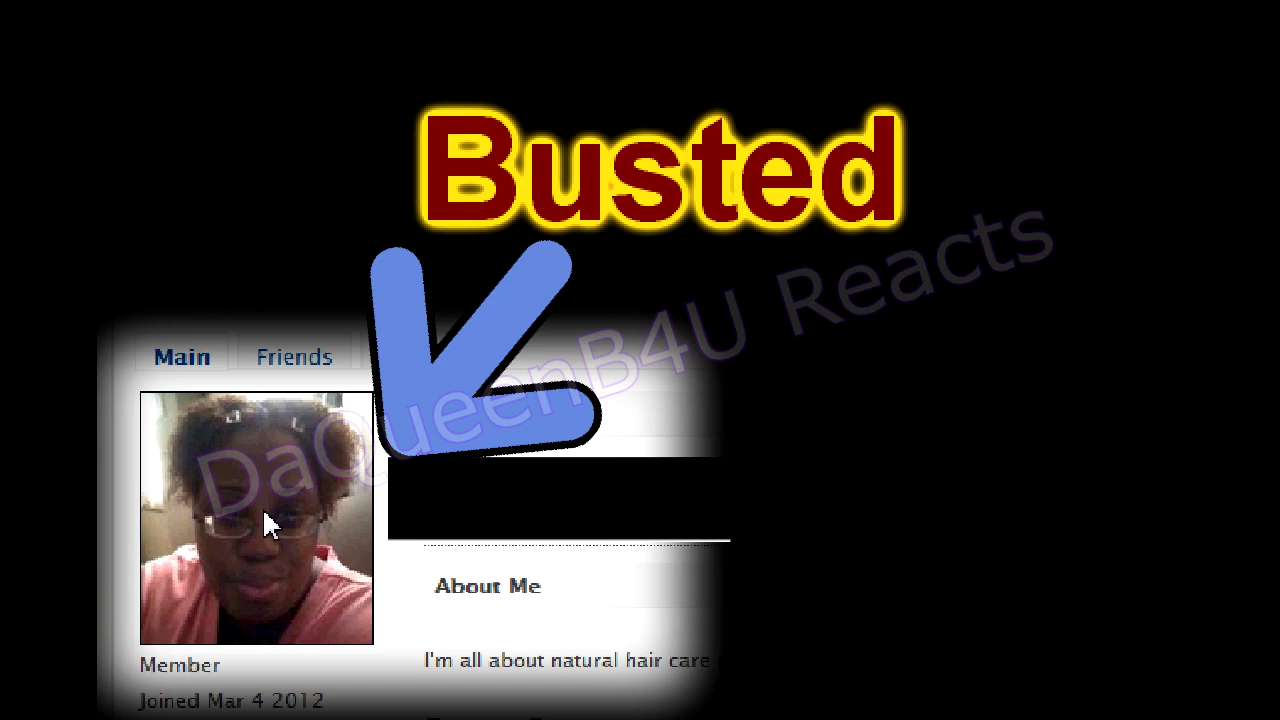 Busted
DaQueenB4U Reacts
Main
Friends
About Me
I'm all about natural hair care
Member
Joined Mar 4 2012